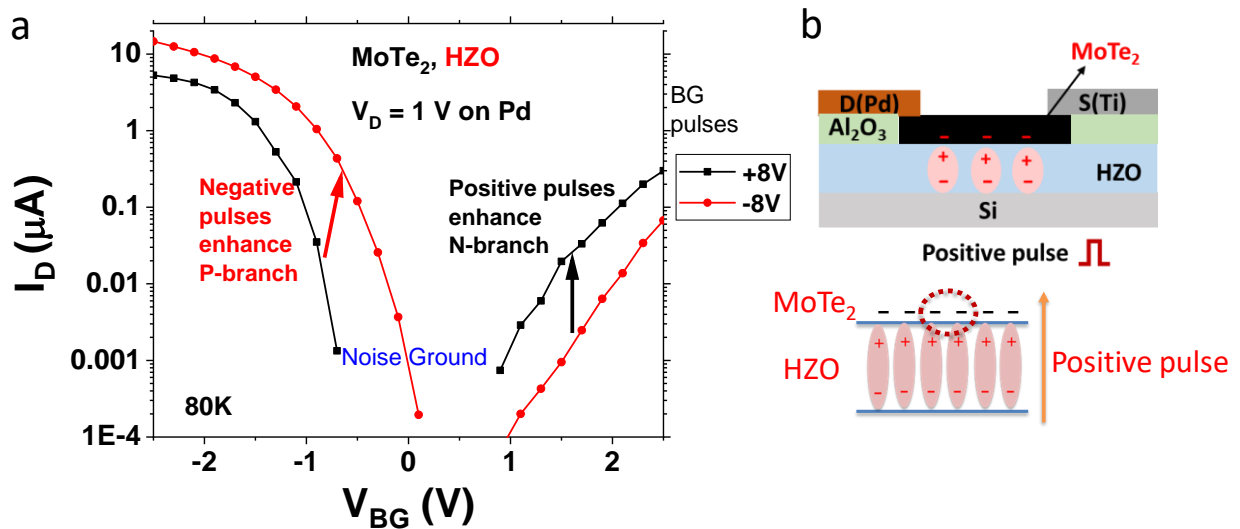 a
MoTe2, HZO
VD = 1 V on Pd
Negative
pulses
enhance
P-branch
Positive pulses
enhance
N-branch
Noise Ground
80K
10
1
0.1
0.01
0.001
1E-4
ID (μA)
-2
-1
0
1
2
VBG (V)
BG
pulses
+8V
-8V
b
MoTe2
D(Pd)
S(Ti)
Al2O3
- - -
+ + +
- - -
HZO
Si
Positive pulse
MoTe2
- - - - - -
+ + + + + +
HZO
- - - - - -
Positive pulse